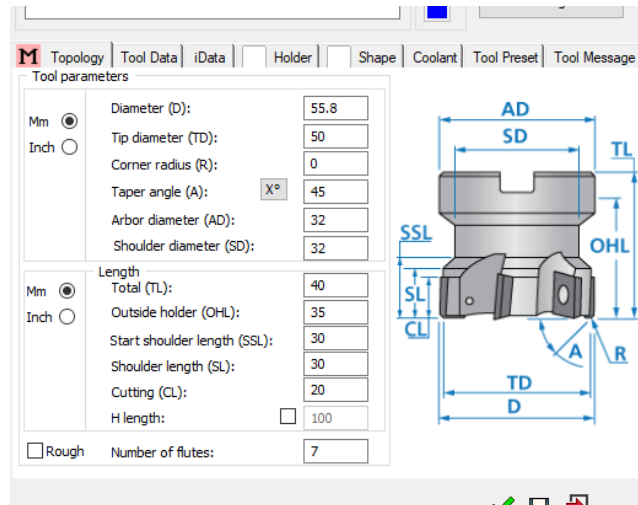 M Topology Tool Data iData Holder Shape Coolant Tool Preset Tool Message
Tool parameters
Mm
Inch
Diameter (D): 55.8
Tip diameter (TD): 50
Corner radius (R): 0
Taper angle (A): X° 45
Arbor diameter (AD): 32
Shoulder diameter (SD): 32
Length
Mm
Inch
Total (TL): 40
Outside holder (OHL): 35
Start shoulder length (SSL): 30
Shoulder length (SL): 30
Cutting (CL): 20
H length: 100
Rough Number of flutes: 7
AD
SD
TL
SSL
OHL
SL
CL
A
R
TD
D